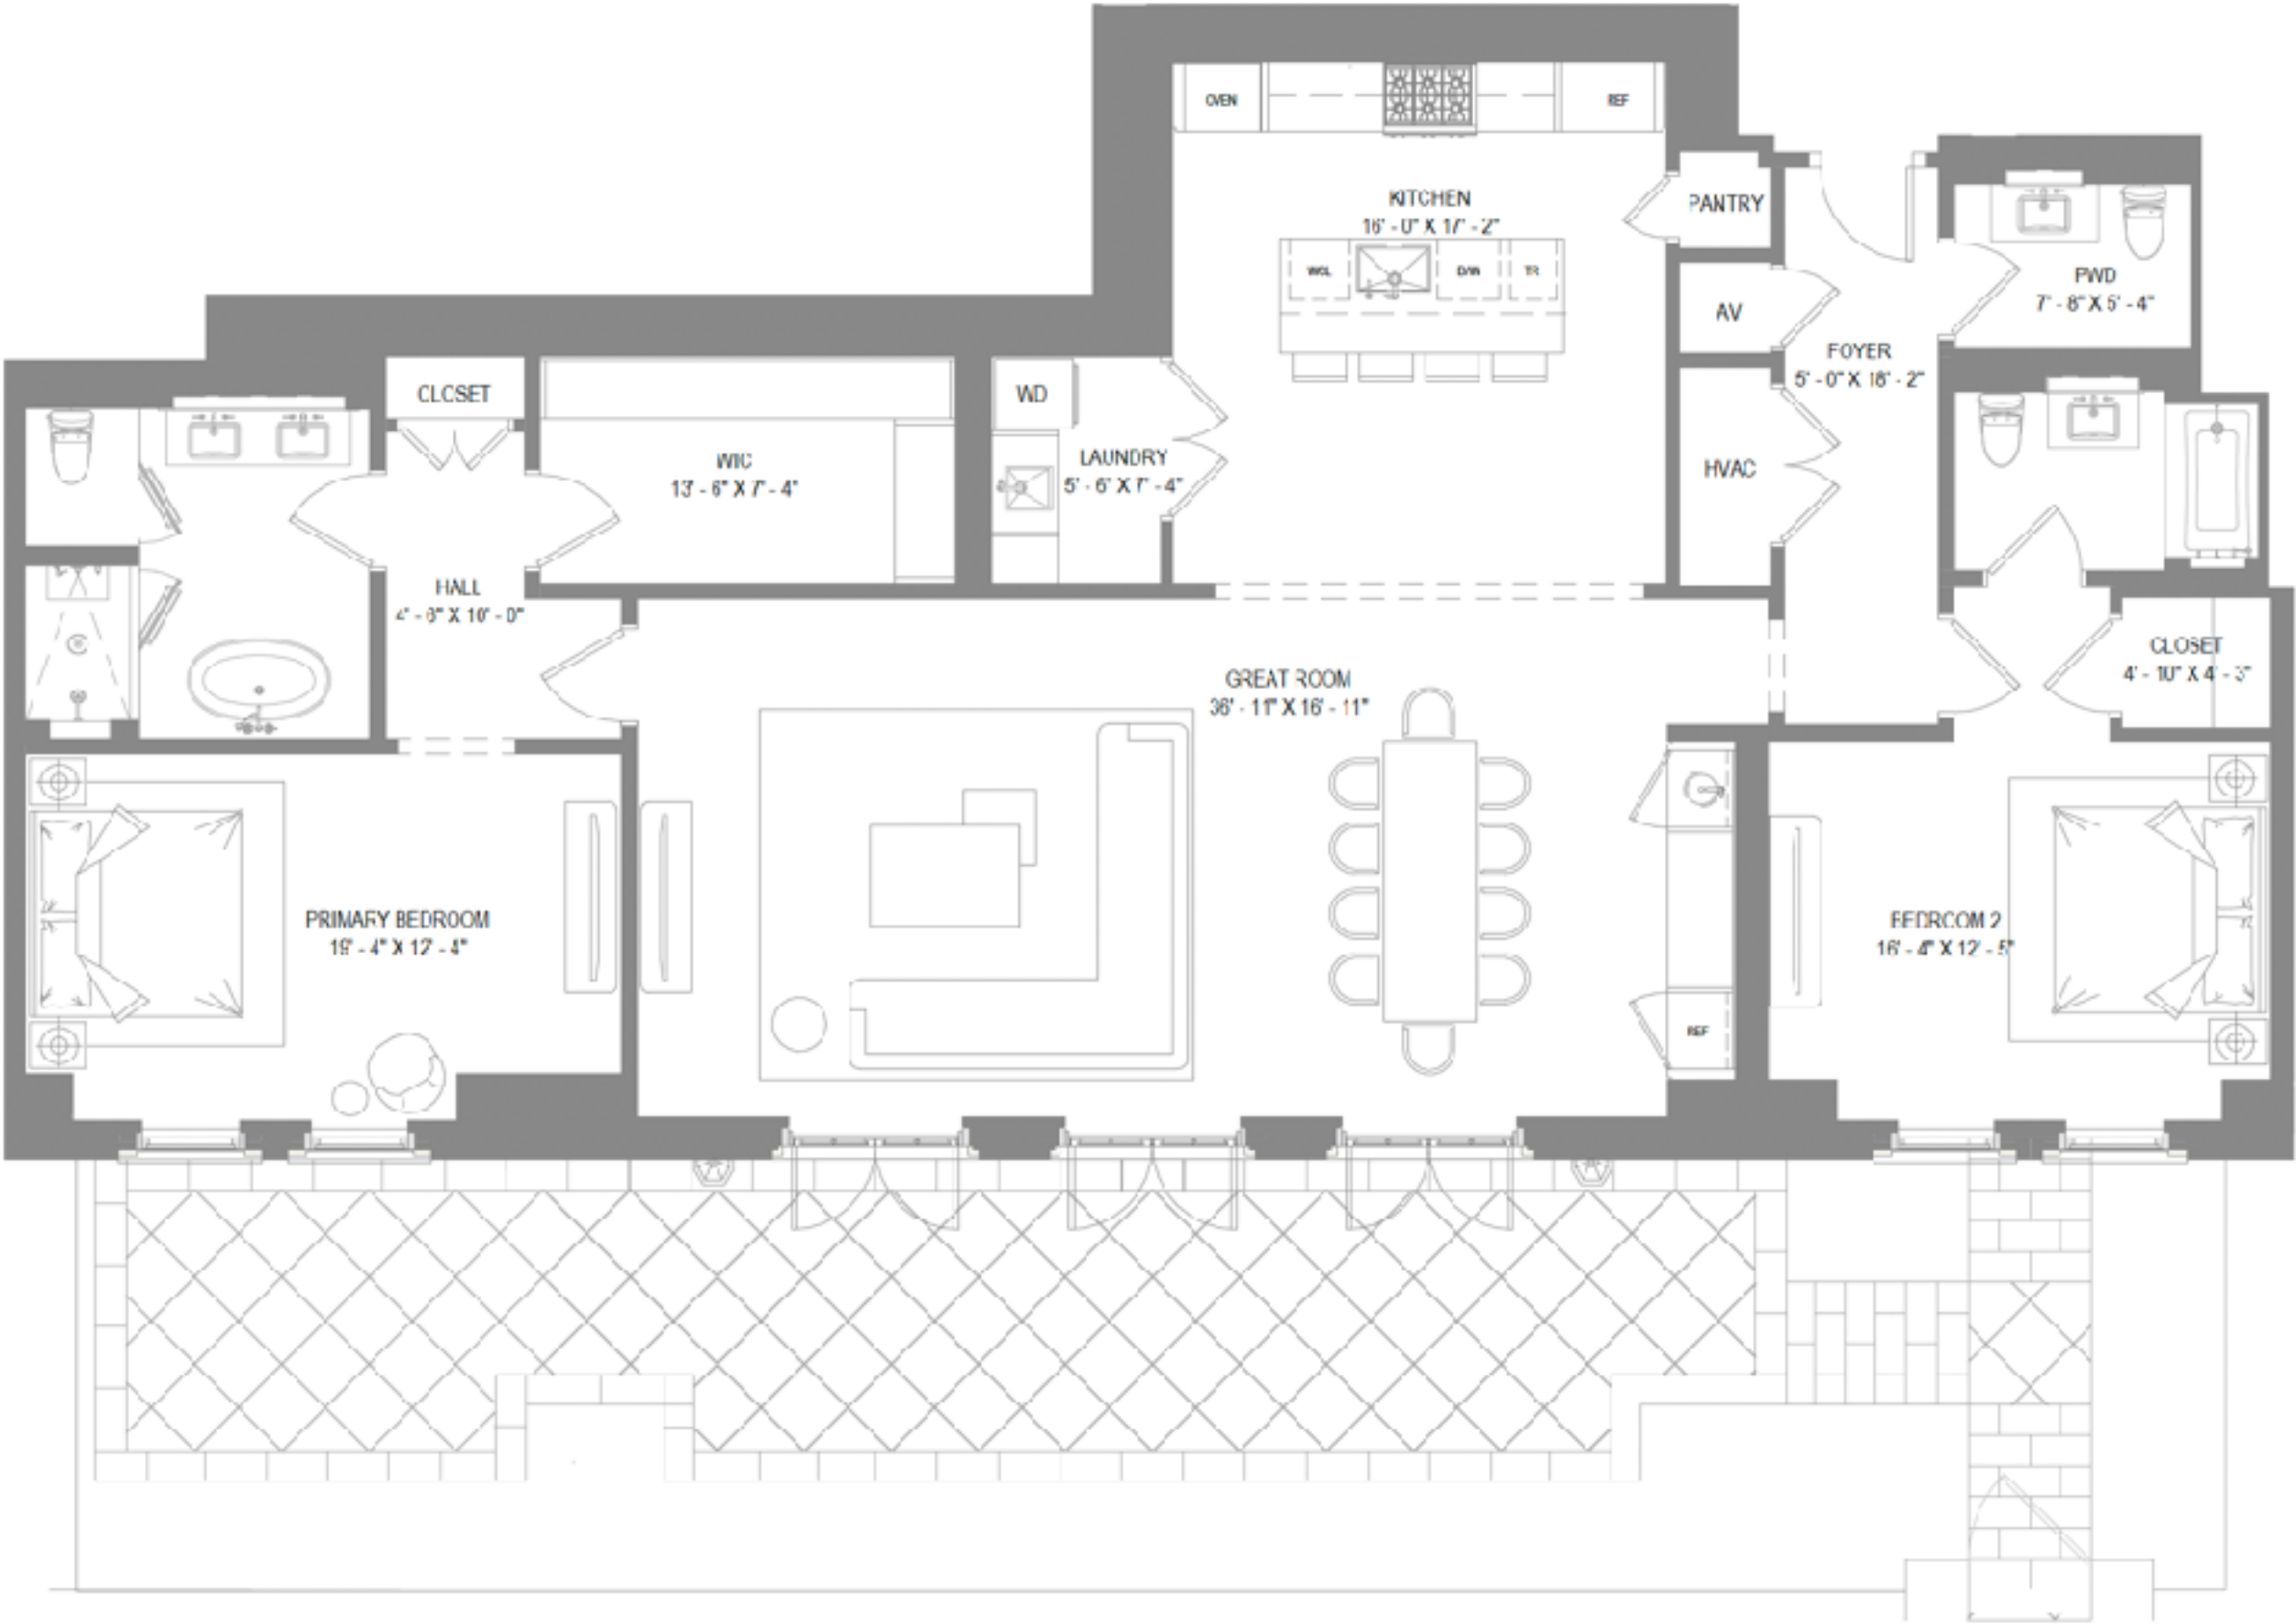 OVEN
REF
KITCHEN
16' - 0" X 17' - 2"
PANTRY
WCL
D/W
TR
PWD
7' - 8" X 5' - 4"
AV
FOYER
5' - 0" X 18' - 2"
CLOSET
WD
WIC
13' - 6" X 7' - 4"
LAUNDRY
5' - 6" X 7' - 4"
HVAC
HALL
4' - 6" X 10' - 0"
CLOSET
4' - 10" X 4' - 3"
GREAT ROOM
36' - 11" X 16' - 11"
PRIMARY BEDROOM
19' - 4" X 12' - 4"
BEDROOM 2
16' - 4" X 12' - 5"
REF